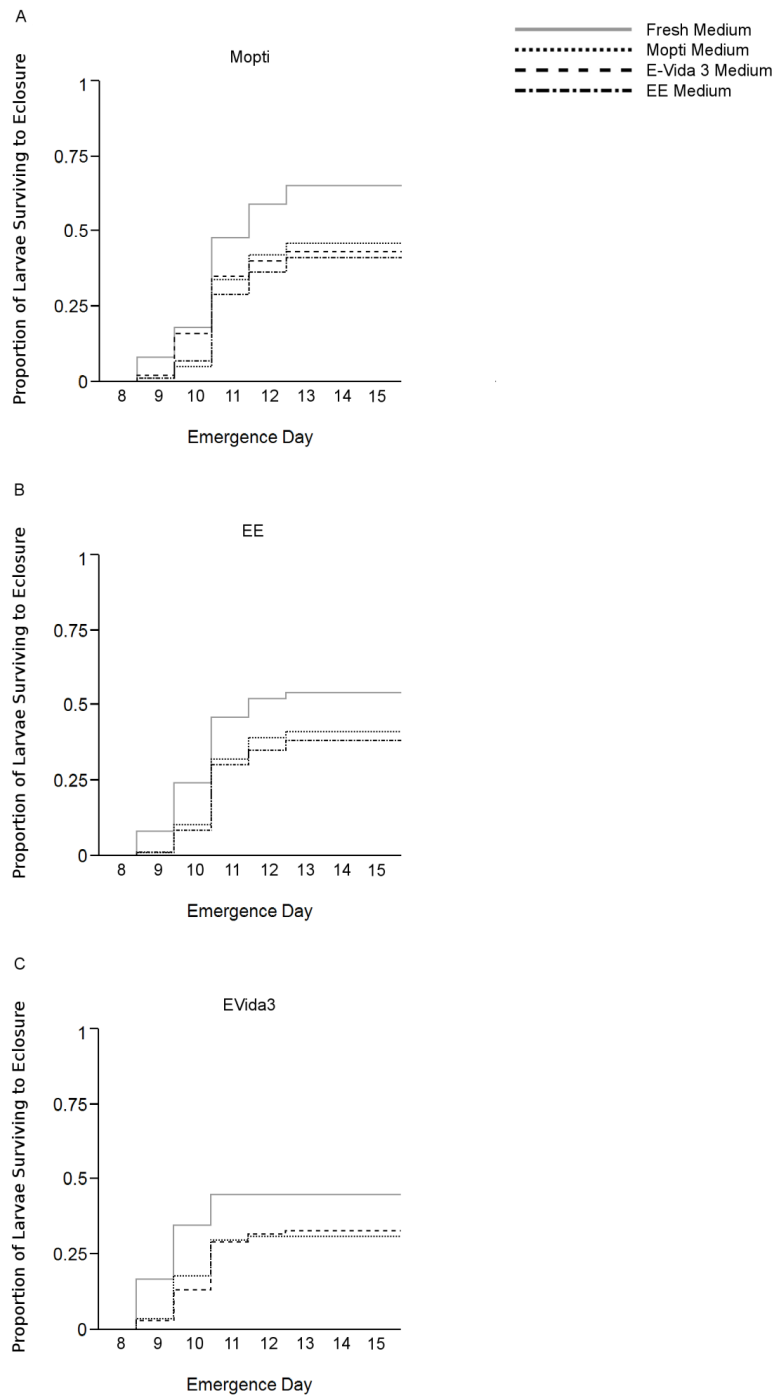 A
Fresh Medium
Mopti Medium
E-Vida 3 Medium
EE Medium
Mopti
Proportion of Larvae Surviving to Eclosure
1
0.75
0.5
0.25
0
8 9 10 11 12 13 14 15
Emergence Day
B
EE
Proportion of Larvae Surviving to Eclosure
1
0.75
0.5
0.25
0
8 9 10 11 12 13 14 15
Emergence Day
C
EVida3
Proportion of Larvae Surviving to Eclosure
1
0.75
0.5
0.25
0
8 9 10 11 12 13 14 15
Emergence Day